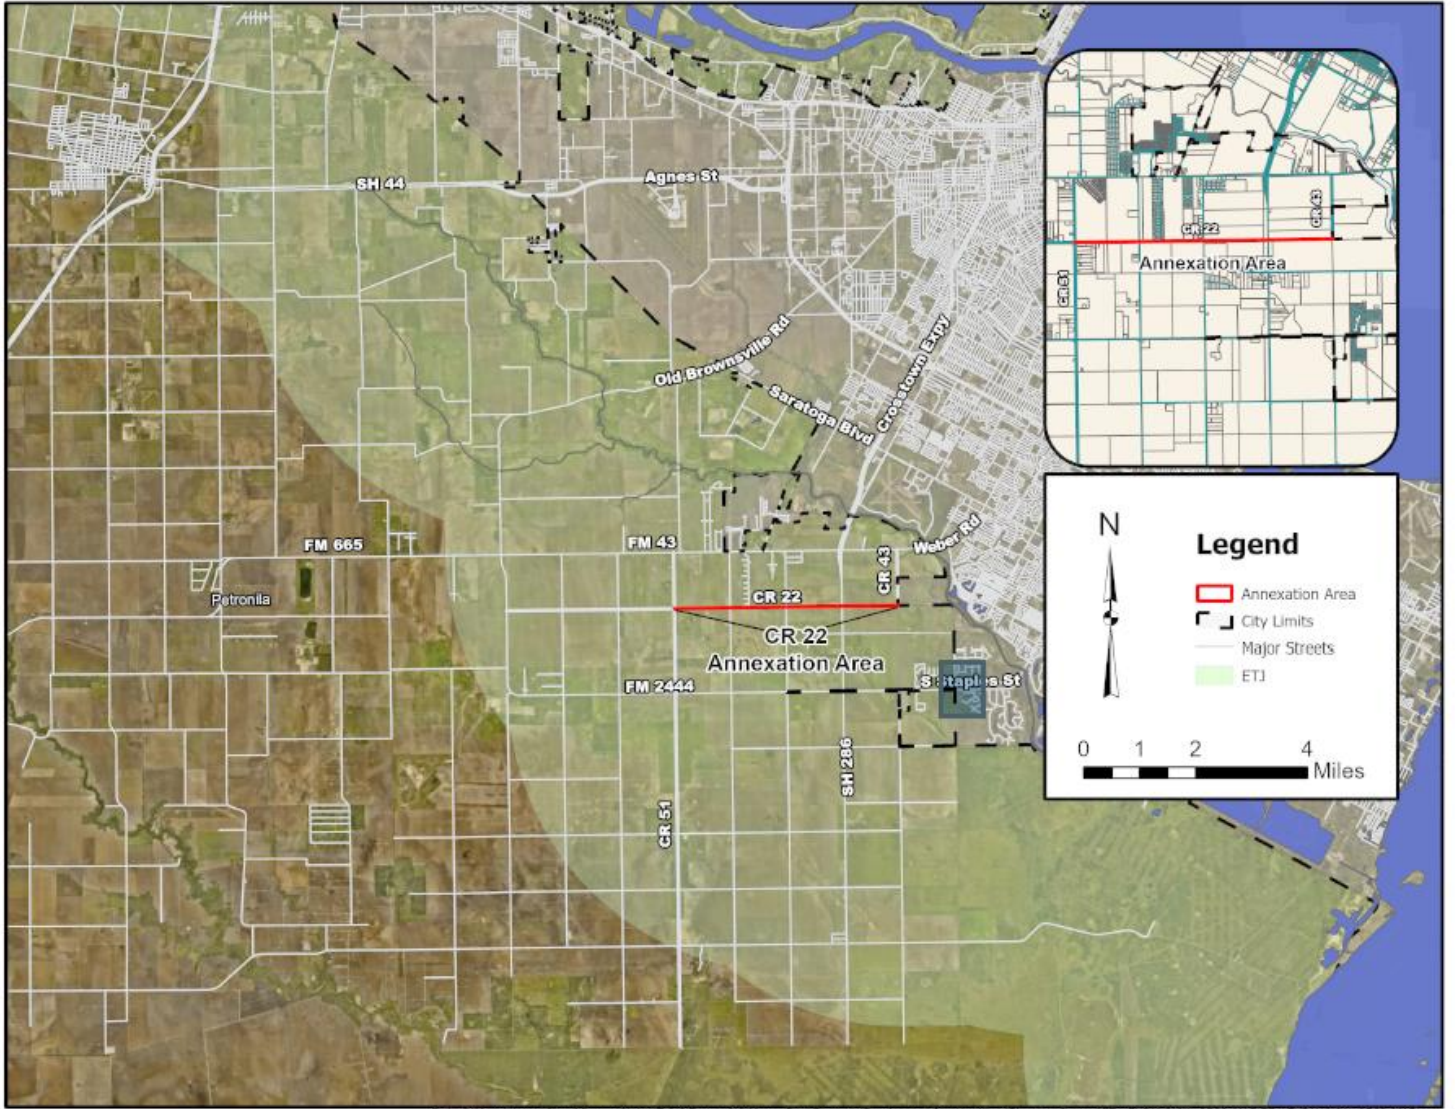 SH 44
Agnes St
Old Brownsville Rd
Saratoga Blvd
Crosstown Expy
FM 665
FM 43
Weber Rd
CR 43
Petronila
CR 22
CR 22
Annexation Area
FM 2444
S Staples St
SH 286
CR 51
CR 43
CR 22
Annexation Area
CR 51
N
Legend
Annexation Area
City Limits
Major Streets
ETJ
0 1 2 4
Miles